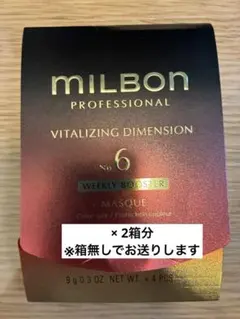 MILBON
PROFESSIONAL
VITALIZING DIMENSION
No. 6
WEEKLY BOOSTER
MASQUE
× 2箱分
※箱無しでお送りします
9g 0.3 OZ. NET WT. × 4 PCS